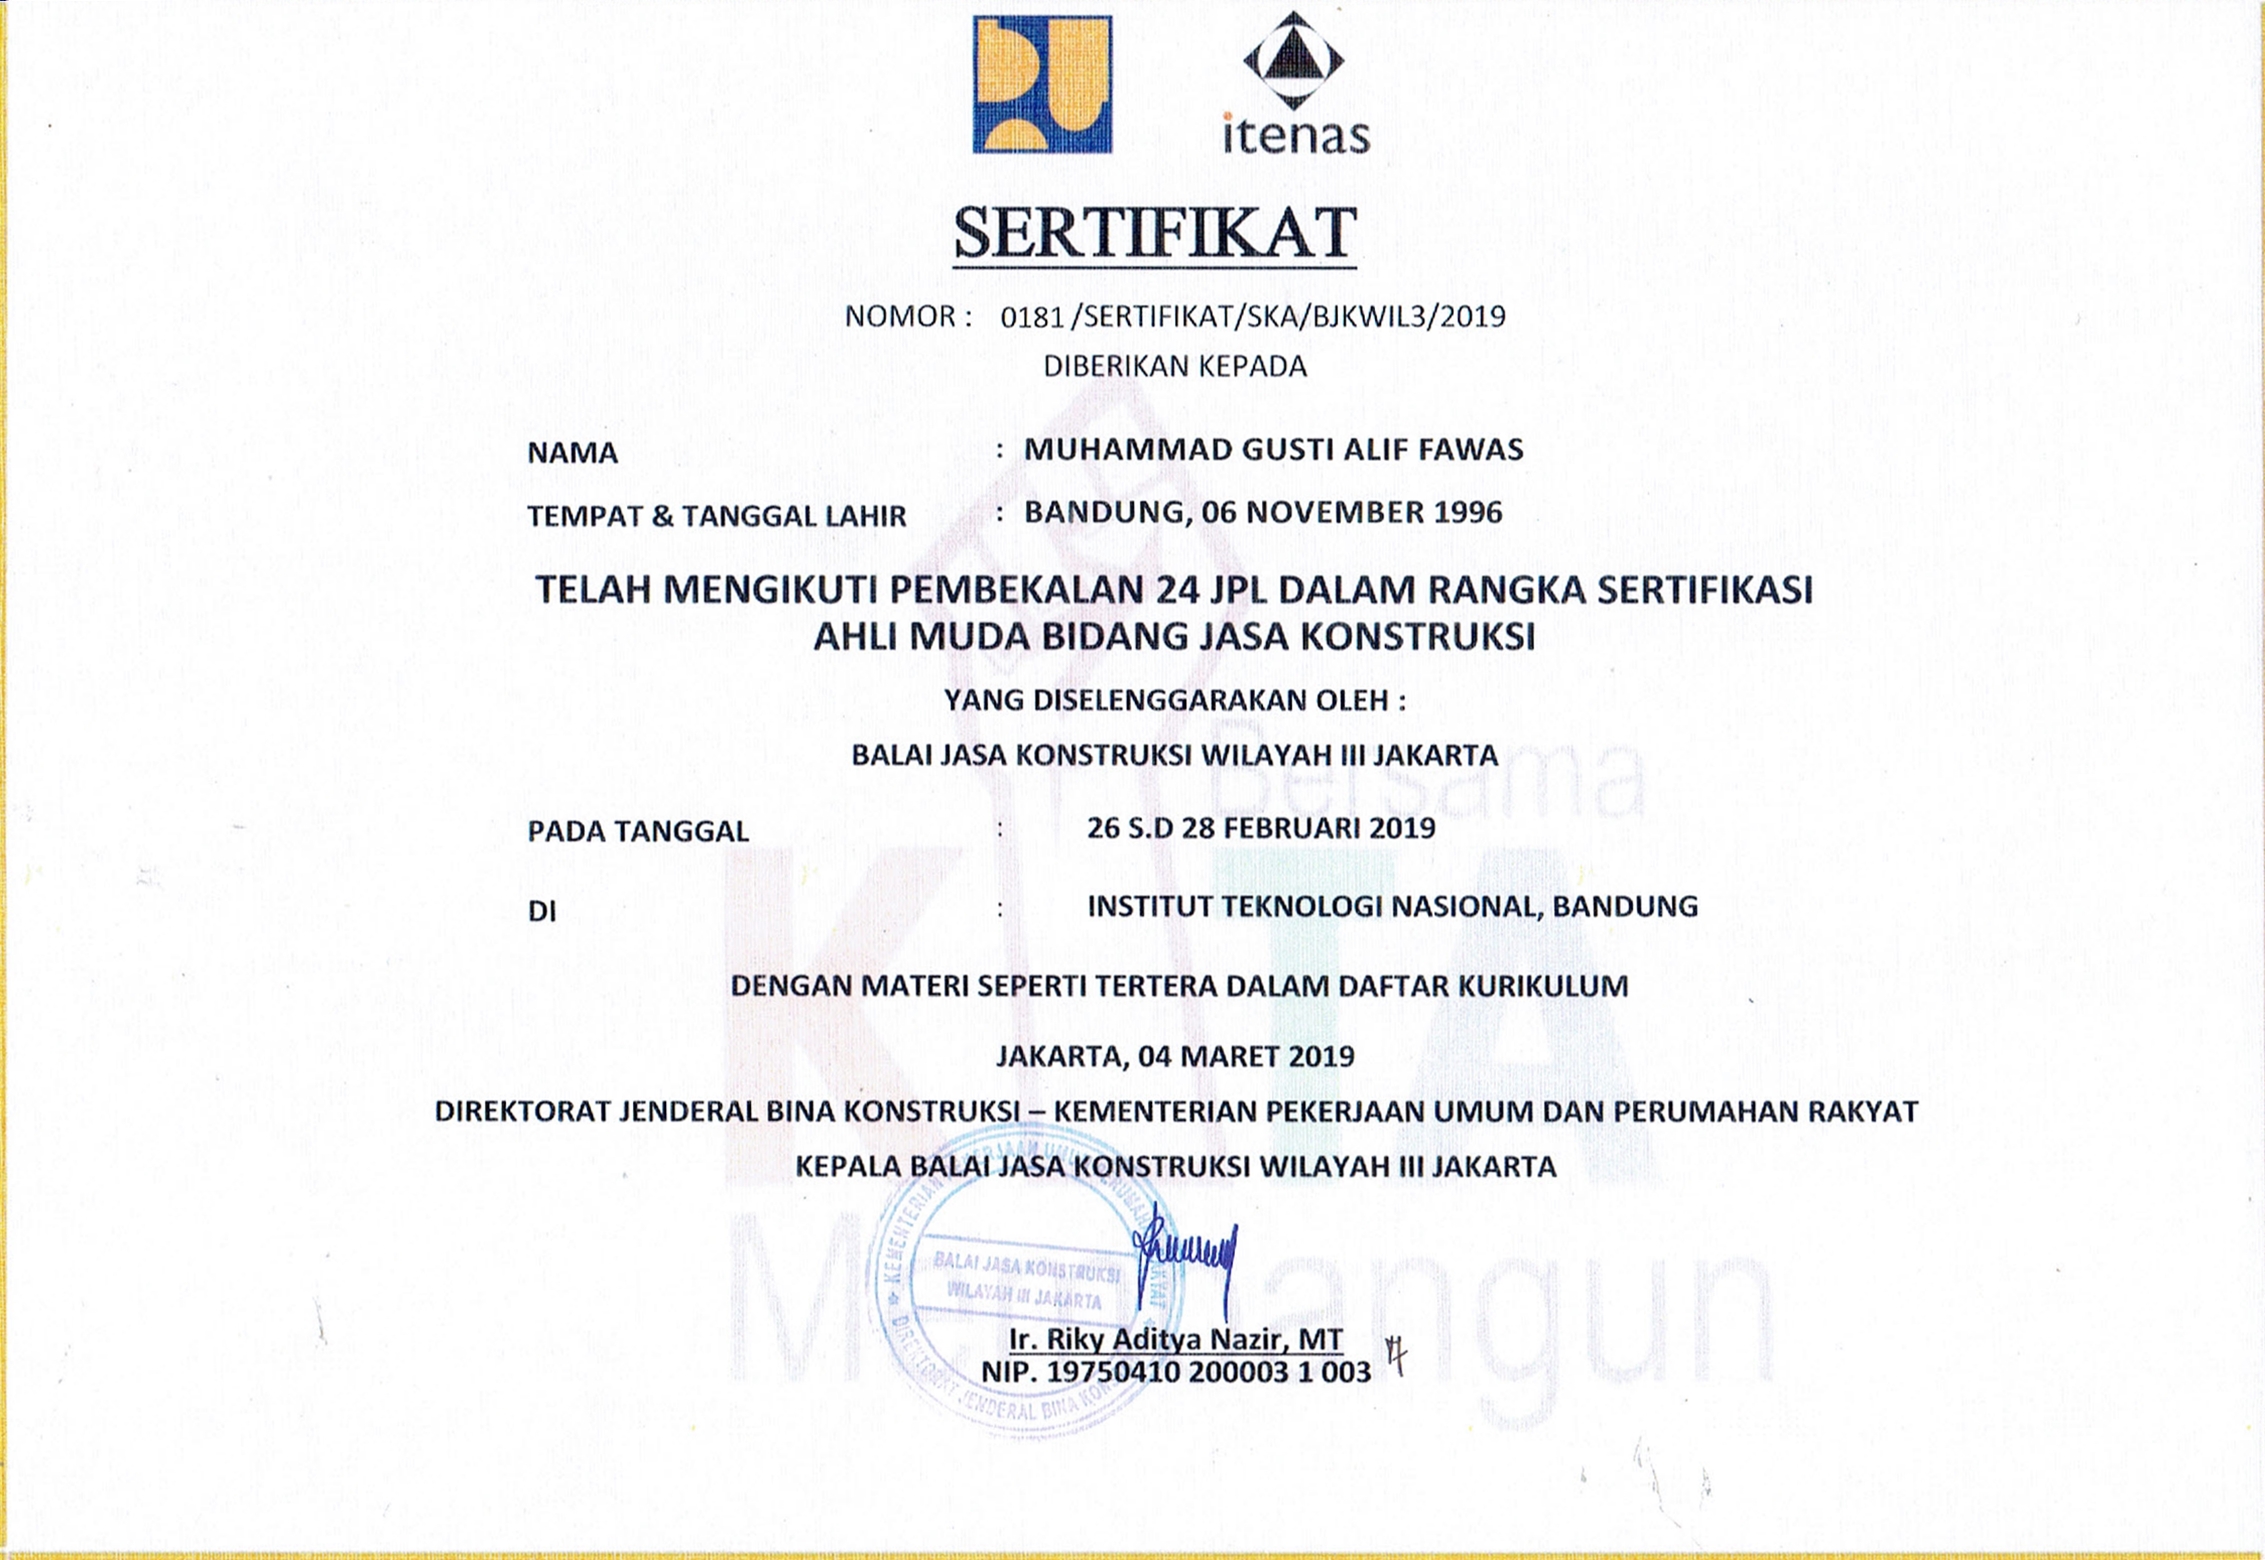 itenas
SERTIFIKAT
NOMOR : 0181/SERTIFIKAT/SKA/BJKWIL3/2019
DIBERIKAN KEPADA
NAMA : MUHAMMAD GUSTI ALIF FAWAS
TEMPAT & TANGGAL LAHIR : BANDUNG, 06 NOVEMBER 1996
TELAH MENGIKUTI PEMBEKALAN 24 JPL DALAM RANGKA SERTIFIKASI
AHLI MUDA BIDANG JASA KONSTRUKSI
YANG DISELENGGARAKAN OLEH :
BALAI JASA KONSTRUKSI WILAYAH III JAKARTA
Bersama
PADA TANGGAL : 26 S.D 28 FEBRUARI 2019
KITA
DI : INSTITUT TEKNOLOGI NASIONAL, BANDUNG
DENGAN MATERI SEPERTI TERTERA DALAM DAFTAR KURIKULUM
JAKARTA, 04 MARET 2019
DIREKTORAT JENDERAL BINA KONSTRUKSI – KEMENTERIAN PEKERJAAN UMUM DAN PERUMAHAN RAKYAT
KEPALA BALAI JASA KONSTRUKSI WILAYAH III JAKARTA
KEMENTERIAN PEKERJAAN UMUM
BALAI JASA KONSTRUKSI
WILAYAH III JAKARTA
DIREKTORAT JENDERAL BINA
Ir. Riky Aditya Nazir, MT
NIP. 19750410 200003 1 003